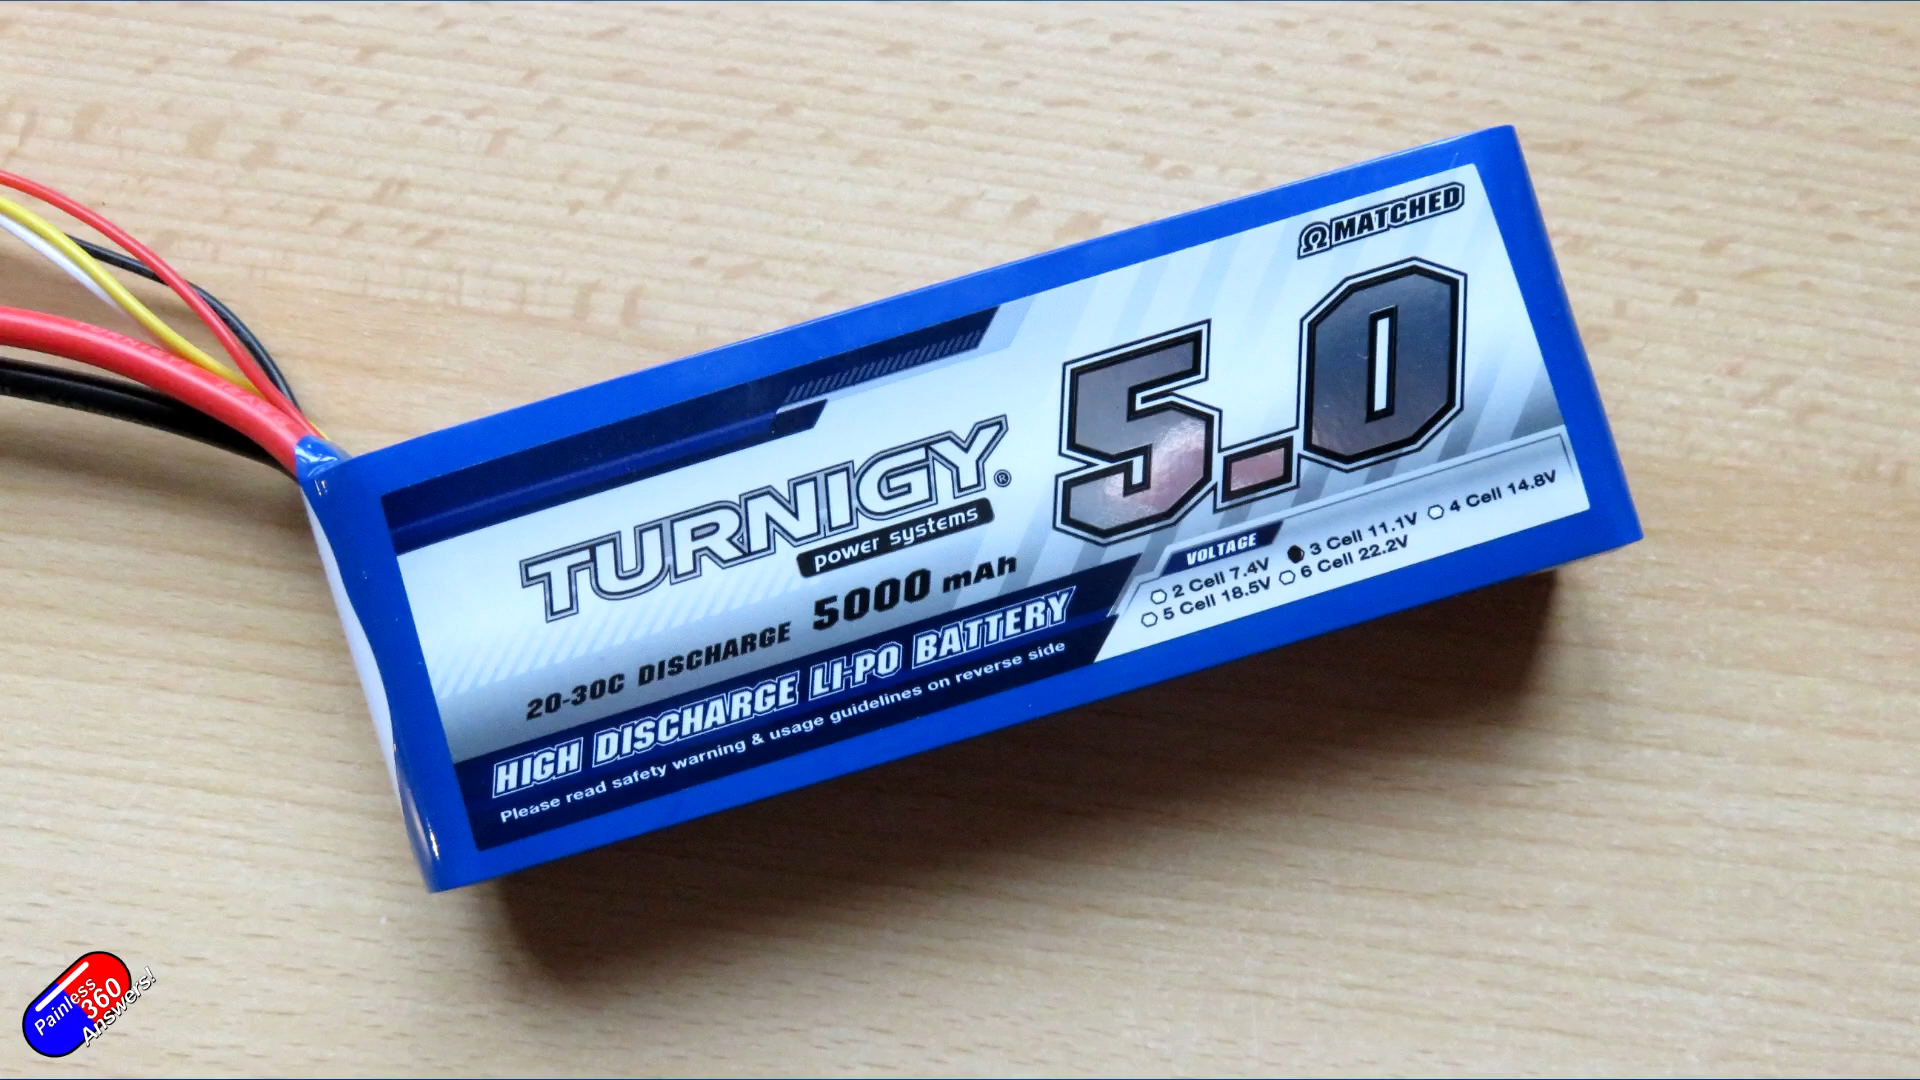 Ω MATCHED
5.0
TURNIGY®
power systems
20-30C DISCHARGE 5000 mAh
HIGH DISCHARGE LI-PO BATTERY
Please read safety warning & usage guidelines on reverse side
VOLTAGE
2 Cell 7.4V 3 Cell 11.1V 4 Cell 14.8V
5 Cell 18.5V 6 Cell 22.2V
Painless
360
Answers!